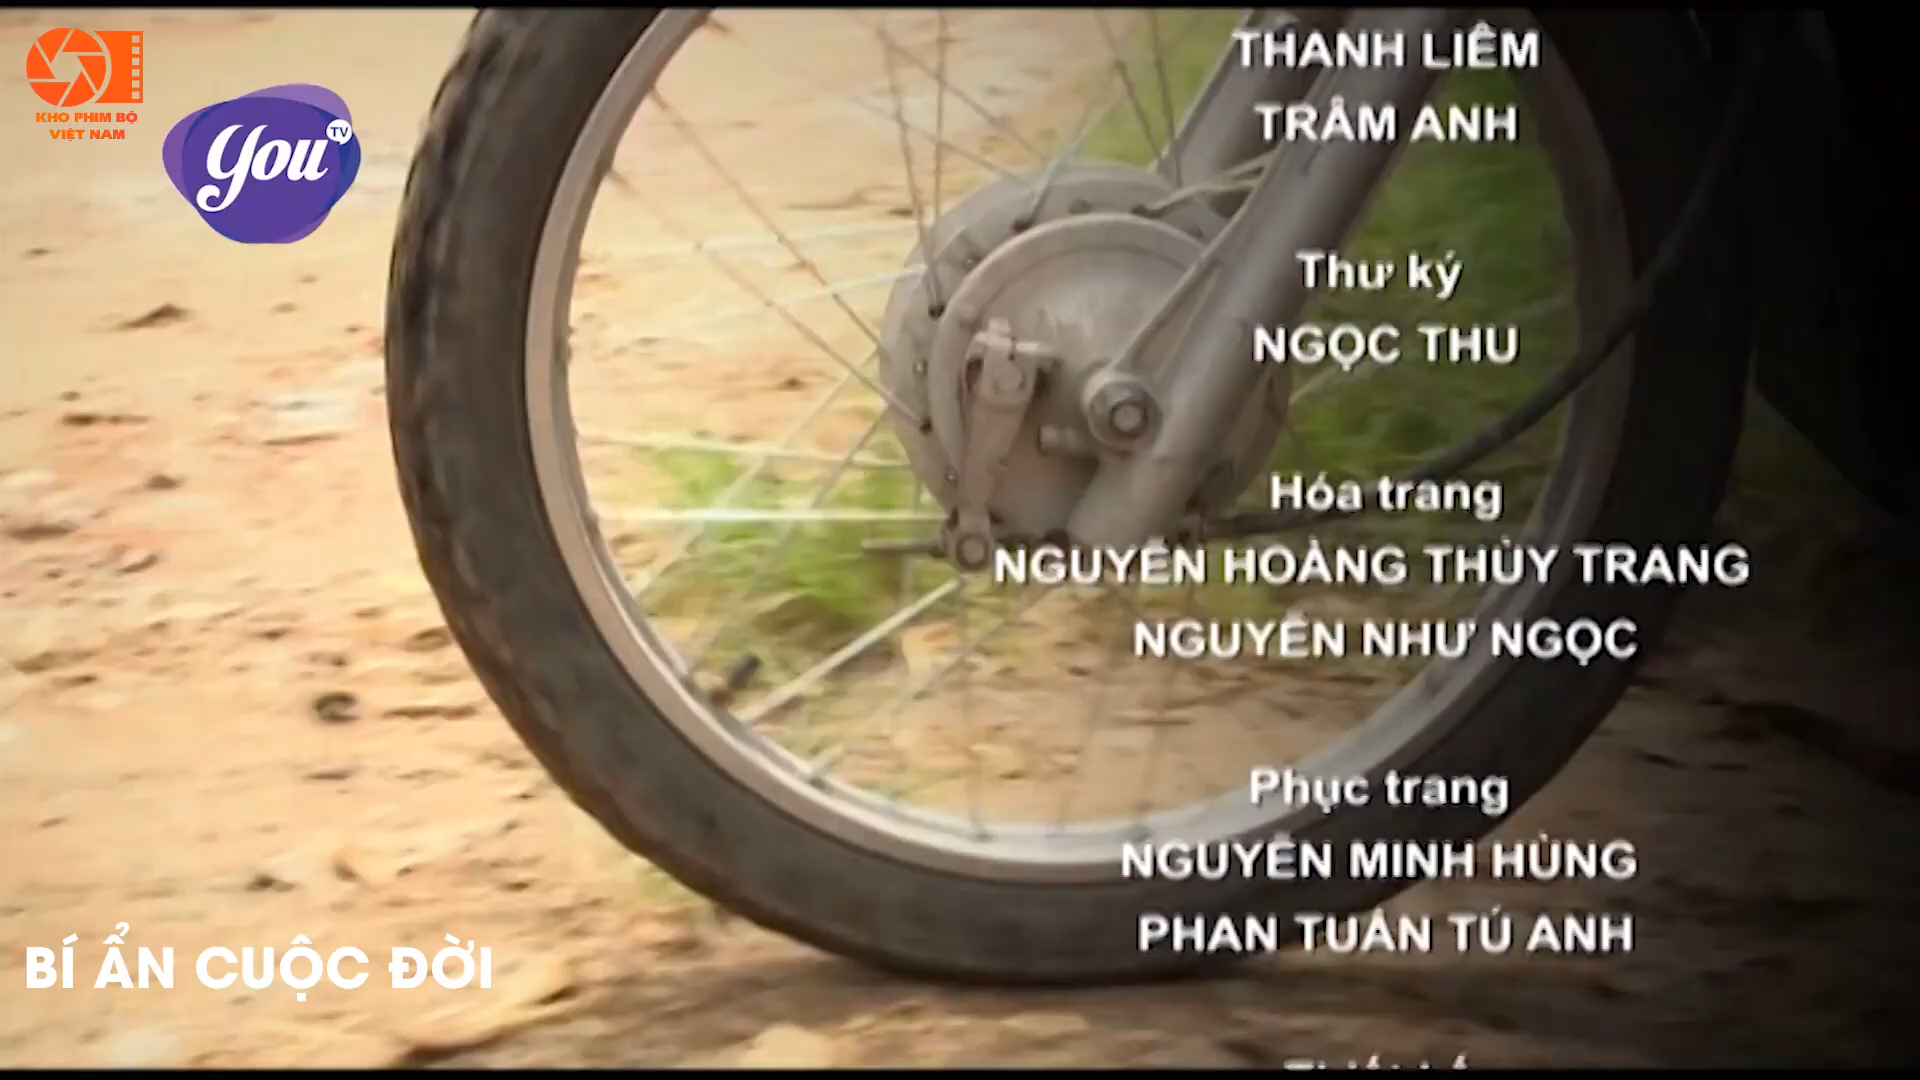 KHO PHIM BỘ
VIỆT NAM
you TV
THANH LIÊM
TRÂM ANH
Thư ký
NGỌC THU
Hóa trang
NGUYỄN HOÀNG THÙY TRANG
NGUYỄN NHƯ NGỌC
Phục trang
NGUYỄN MINH HÙNG
PHAN TUẤN TÚ ANH
BÍ ẨN CUỘC ĐỜI